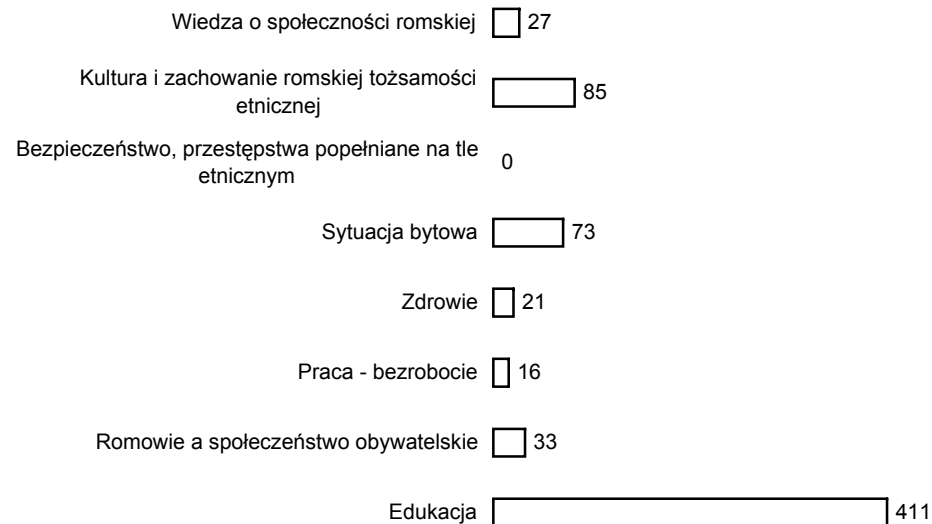 Wiedza o społeczności romskiej 27
Kultura i zachowanie romskiej tożsamości
etnicznej 85
Bezpieczeństwo, przestępstwa popełniane na tle
etnicznym 0
Sytuacja bytowa 73
Zdrowie 21
Praca - bezrobocie 16
Romowie a społeczeństwo obywatelskie 33
Edukacja 411